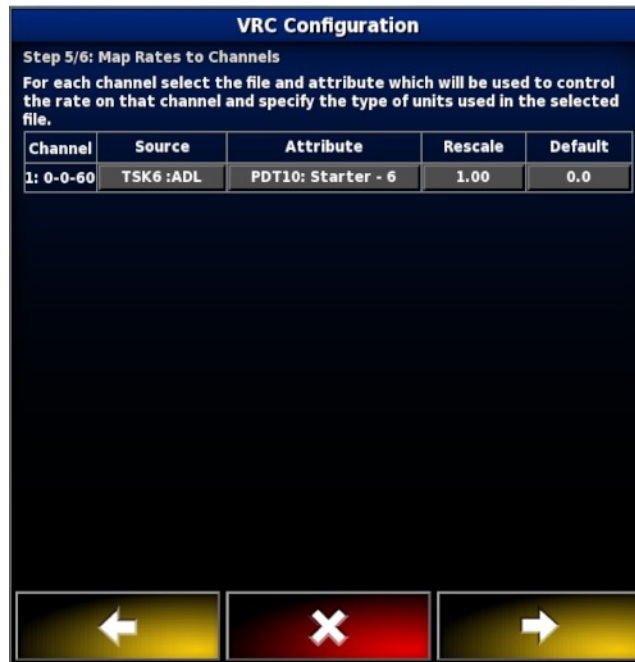 VRC Configuration
Step 5/6: Map Rates to Channels
For each channel select the file and attribute which will be used to control
the rate on that channel and specify the type of units used in the selected
file.
Channel Source Attribute Rescale Default
1: 0-0-60 TSK6 :ADL PDT10: Starter - 6 1.00 0.0